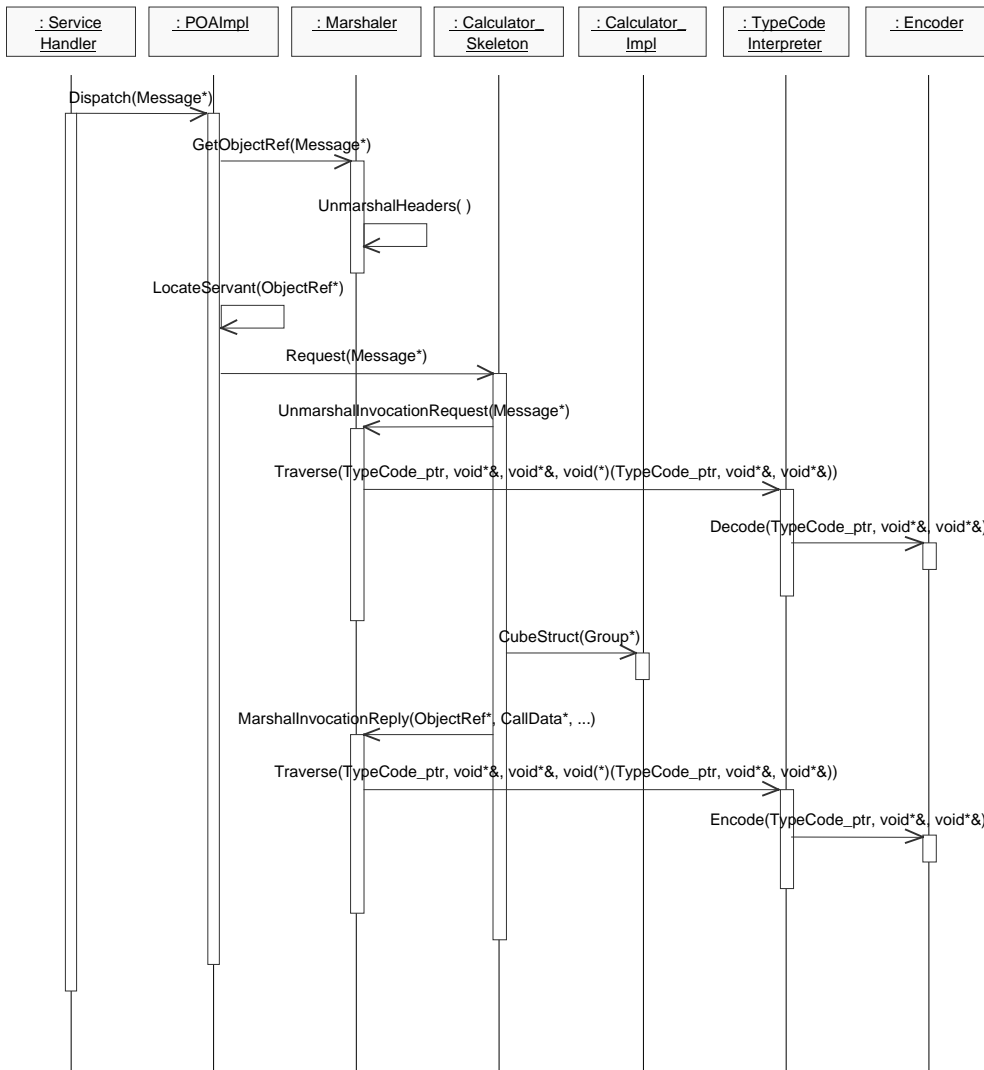 : Service
Handler
: POAImpl
: Marshaler
: Calculator_
Skeleton
: Calculator_
Impl
: TypeCode
Interpreter
: Encoder
Dispatch(Message*)
GetObjectRef(Message*)
UnmarshalHeaders( )
LocateServant(ObjectRef*)
Request(Message*)
UnmarshalInvocationRequest(Message*)
Traverse(TypeCode_ptr, void*&, void*&, void(*)(TypeCode_ptr, void*&, void*&))
Decode(TypeCode_ptr, void*&, void*&)
CubeStruct(Group*)
MarshalInvocationReply(ObjectRef*, CallData*, ...)
Traverse(TypeCode_ptr, void*&, void*&, void(*)(TypeCode_ptr, void*&, void*&))
Encode(TypeCode_ptr, void*&, void*&)